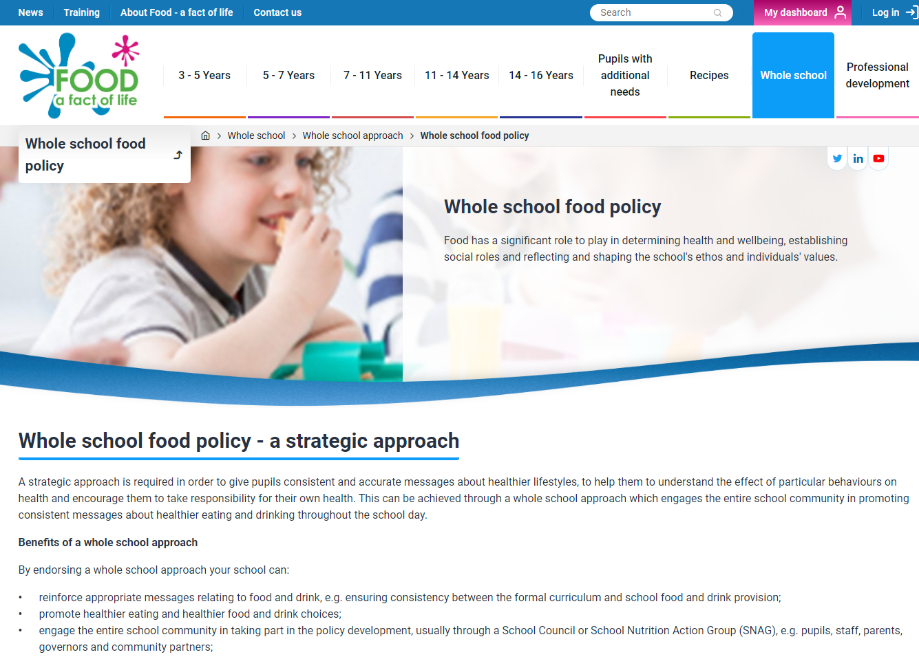 News Training About Food - a fact of life Contact us Search My dashboard Log in
FOOD
a fact of life
3 - 5 Years 5 - 7 Years 7 - 11 Years 11 - 14 Years 14 - 16 Years Pupils with additional needs Recipes Whole school Professional development
Whole school food
policy
Whole school Whole school approach Whole school food policy
Whole school food policy
Food has a significant role to play in determining health and wellbeing, establishing
social roles and reflecting and shaping the school's ethos and individuals' values.
Whole school food policy - a strategic approach
A strategic approach is required in order to give pupils consistent and accurate messages about healthier lifestyles, to help them to understand the effect of particular behaviours on
health and encourage them to take responsibility for their own health. This can be achieved through a whole school approach which engages the entire school community in promoting
consistent messages about healthier eating and drinking throughout the school day.
Benefits of a whole school approach
By endorsing a whole school approach your school can:
• reinforce appropriate messages relating to food and drink, e.g. ensuring consistency between the formal curriculum and school food and drink provision;
• promote healthier eating and healthier food and drink choices;
• engage the entire school community in taking part in the policy development, usually through a School Council or School Nutrition Action Group (SNAG), e.g. pupils, staff, parents,
governors and community partners;